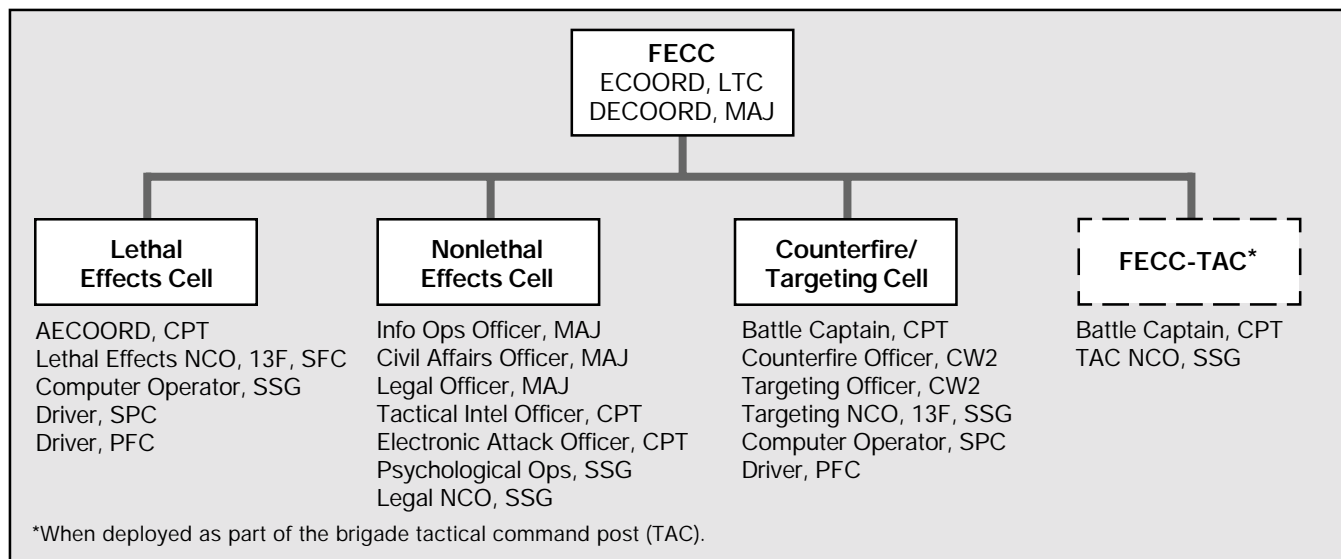 FECC
ECOORD, LTC
DECOORD, MAJ
Lethal
Effects Cell
AECOORD, CPT
Lethal Effects NCO, 13F, SFC
Computer Operator, SSG
Driver, SPC
Driver, PFC
Nonlethal
Effects Cell
Info Ops Officer, MAJ
Civil Affairs Officer, MAJ
Legal Officer, MAJ
Tactical Intel Officer, CPT
Electronic Attack Officer, CPT
Psychological Ops, SSG
Legal NCO, SSG
Counterfire/
Targeting Cell
Battle Captain, CPT
Counterfire Officer, CW2
Targeting Officer, CW2
Targeting NCO, 13F, SSG
Computer Operator, SPC
Driver, PFC
FECC-TAC*
Battle Captain, CPT
TAC NCO, SSG
*When deployed as part of the brigade tactical command post (TAC).